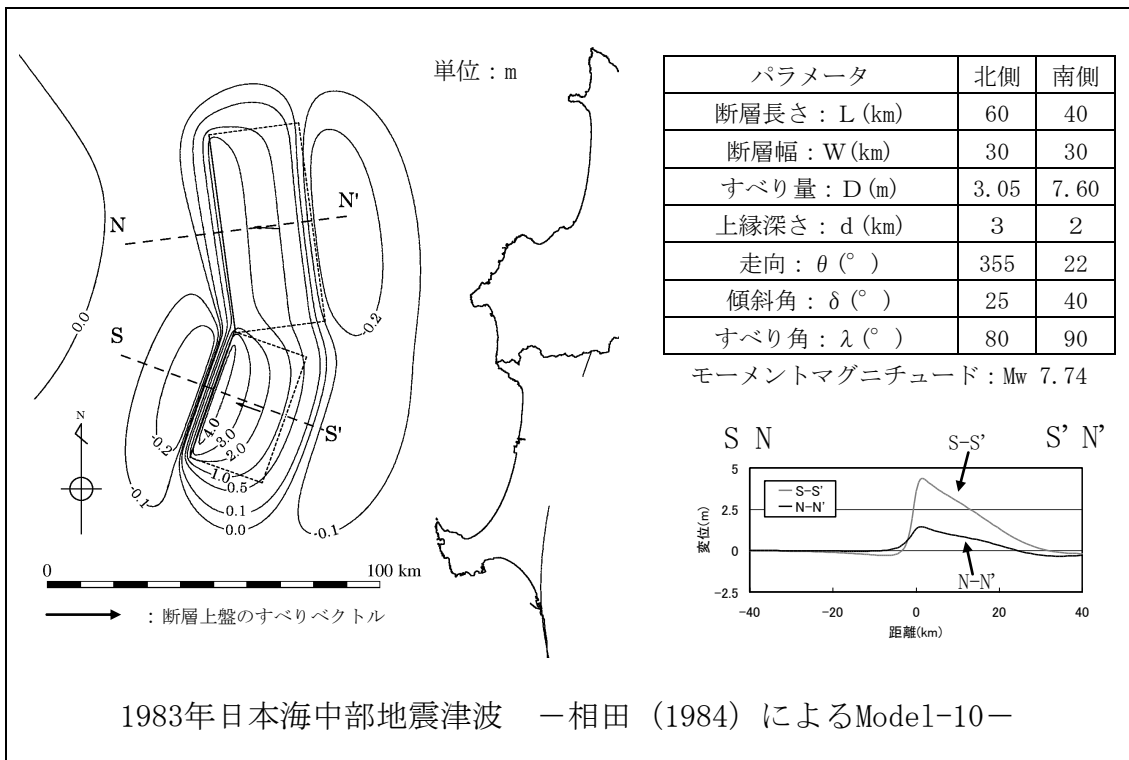 単位：m
N
N'
S
S'
N
0.0
-0.2
-0.2
-0.1
4.0
3.0
2.0
1.0
0.5
0.1
0.0
-0.1
0 100 km
：断層上盤のすべりベクトル
パラメータ 北側 南側
断層長さ：L(km) 60 40
断層幅：W(km) 30 30
すべり量：D(m) 3.05 7.60
上縁深さ：d(km) 3 2
走向：θ(°) 355 22
傾斜角：δ(°) 25 40
すべり角：λ(°) 80 90
モーメントマグニチュード：Mw 7.74
S N S' N'
S-S'
5
2.5
0
-2.5
変位(m)
S-S'
N-N'
N-N'
-40 -20 0 20 40
距離(km)
1983年日本海中部地震津波 －相田（1984）によるModel-10－